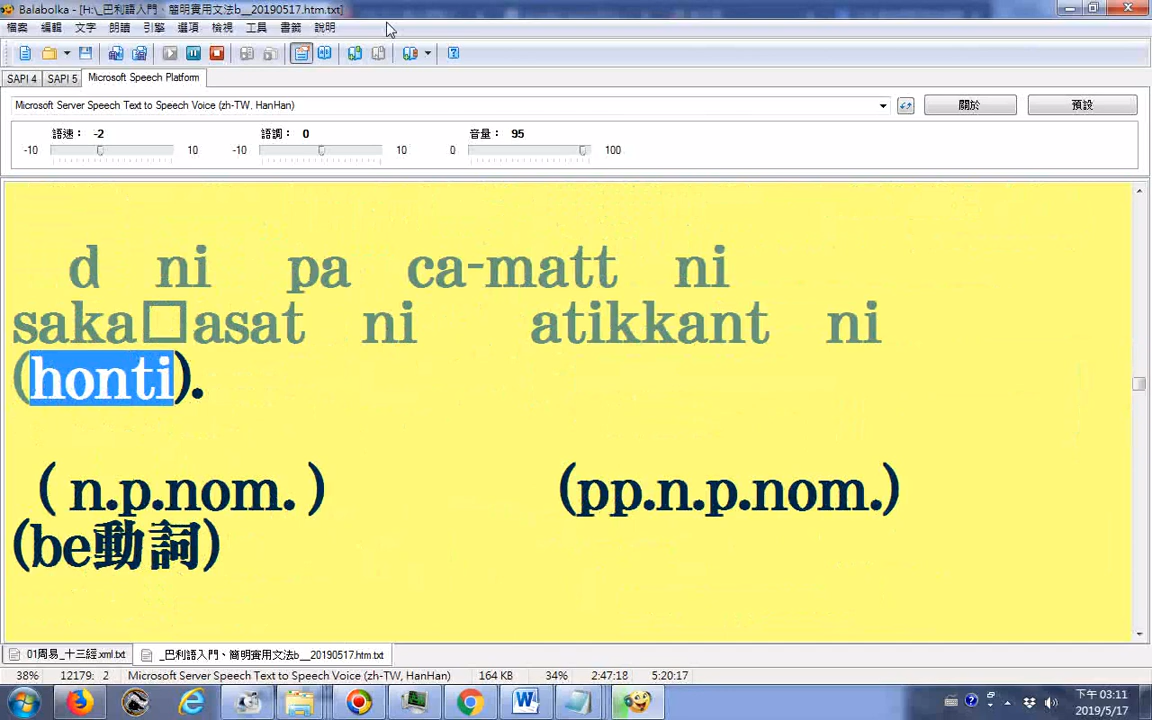 Balabolka - [H:\_巴利語入門、簡明實用文法b__20190517.htm.txt]
檔案 編輯 文字 朗讀 引擎 選項 檢視 工具 書籤 說明
SAPI 4 SAPI 5 Microsoft Speech Platform
Microsoft Server Speech Text to Speech Voice (zh-TW, HanHan) 關於 預設
語速： -2 語調： 0 音量： 95
-10 10 -10 10 0 100
d ni pa ca-matt ni
saka□asat ni atikkant ni
(honti).
( n.p.nom. ) (pp.n.p.nom.)
(be動詞)
01周易_十三經.xml.txt _巴利語入門、簡明實用文法b__20190517.htm.txt
38% 12179: 2 Microsoft Server Speech Text to Speech Voice (zh-TW, HanHan) 164 KB 34% 2:47:18 5:20:17
下午 03:11
2019/5/17